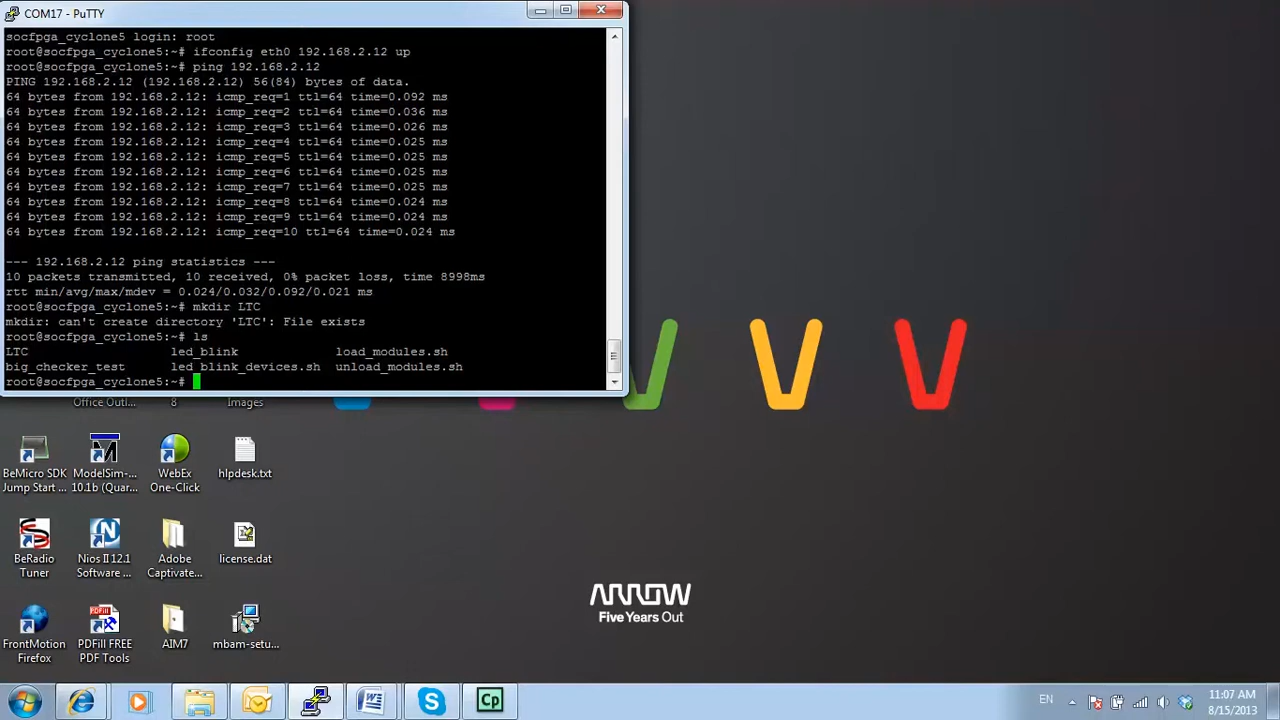 COM17 - PuTTY
socfpga_cyclone5 login: root
root@socfpga_cyclone5:~# ifconfig eth0 192.168.2.12 up
root@socfpga_cyclone5:~# ping 192.168.2.12
PING 192.168.2.12 (192.168.2.12) 56(84) bytes of data.
64 bytes from 192.168.2.12: icmp_req=1 ttl=64 time=0.092 ms
64 bytes from 192.168.2.12: icmp_req=2 ttl=64 time=0.036 ms
64 bytes from 192.168.2.12: icmp_req=3 ttl=64 time=0.026 ms
64 bytes from 192.168.2.12: icmp_req=4 ttl=64 time=0.025 ms
64 bytes from 192.168.2.12: icmp_req=5 ttl=64 time=0.025 ms
64 bytes from 192.168.2.12: icmp_req=6 ttl=64 time=0.025 ms
64 bytes from 192.168.2.12: icmp_req=7 ttl=64 time=0.025 ms
64 bytes from 192.168.2.12: icmp_req=8 ttl=64 time=0.024 ms
64 bytes from 192.168.2.12: icmp_req=9 ttl=64 time=0.024 ms
64 bytes from 192.168.2.12: icmp_req=10 ttl=64 time=0.024 ms
--- 192.168.2.12 ping statistics ---
10 packets transmitted, 10 received, 0% packet loss, time 8998ms
rtt min/avg/max/mdev = 0.024/0.032/0.092/0.021 ms
root@socfpga_cyclone5:~# mkdir LTC
mkdir: can't create directory 'LTC': File exists
root@socfpga_cyclone5:~# ls
LTC led_blink load_modules.sh
big_checker_test led_blink_devices.sh unload_modules.sh
root@socfpga_cyclone5:~#
Office Outl... 8 Images
BeMicro SDK Jump Start ...
ModelSim-... 10.1b (Quar...
WebEx One-Click
hlpdesk.txt
BeRadio Tuner
Nios II 12.1 Software ...
Adobe Captivate...
license.dat
FrontMotion Firefox
PDFill FREE PDF Tools
AIM7
mbam-setu...
ARROW
Five Years Out
EN
11:07 AM
8/15/2013